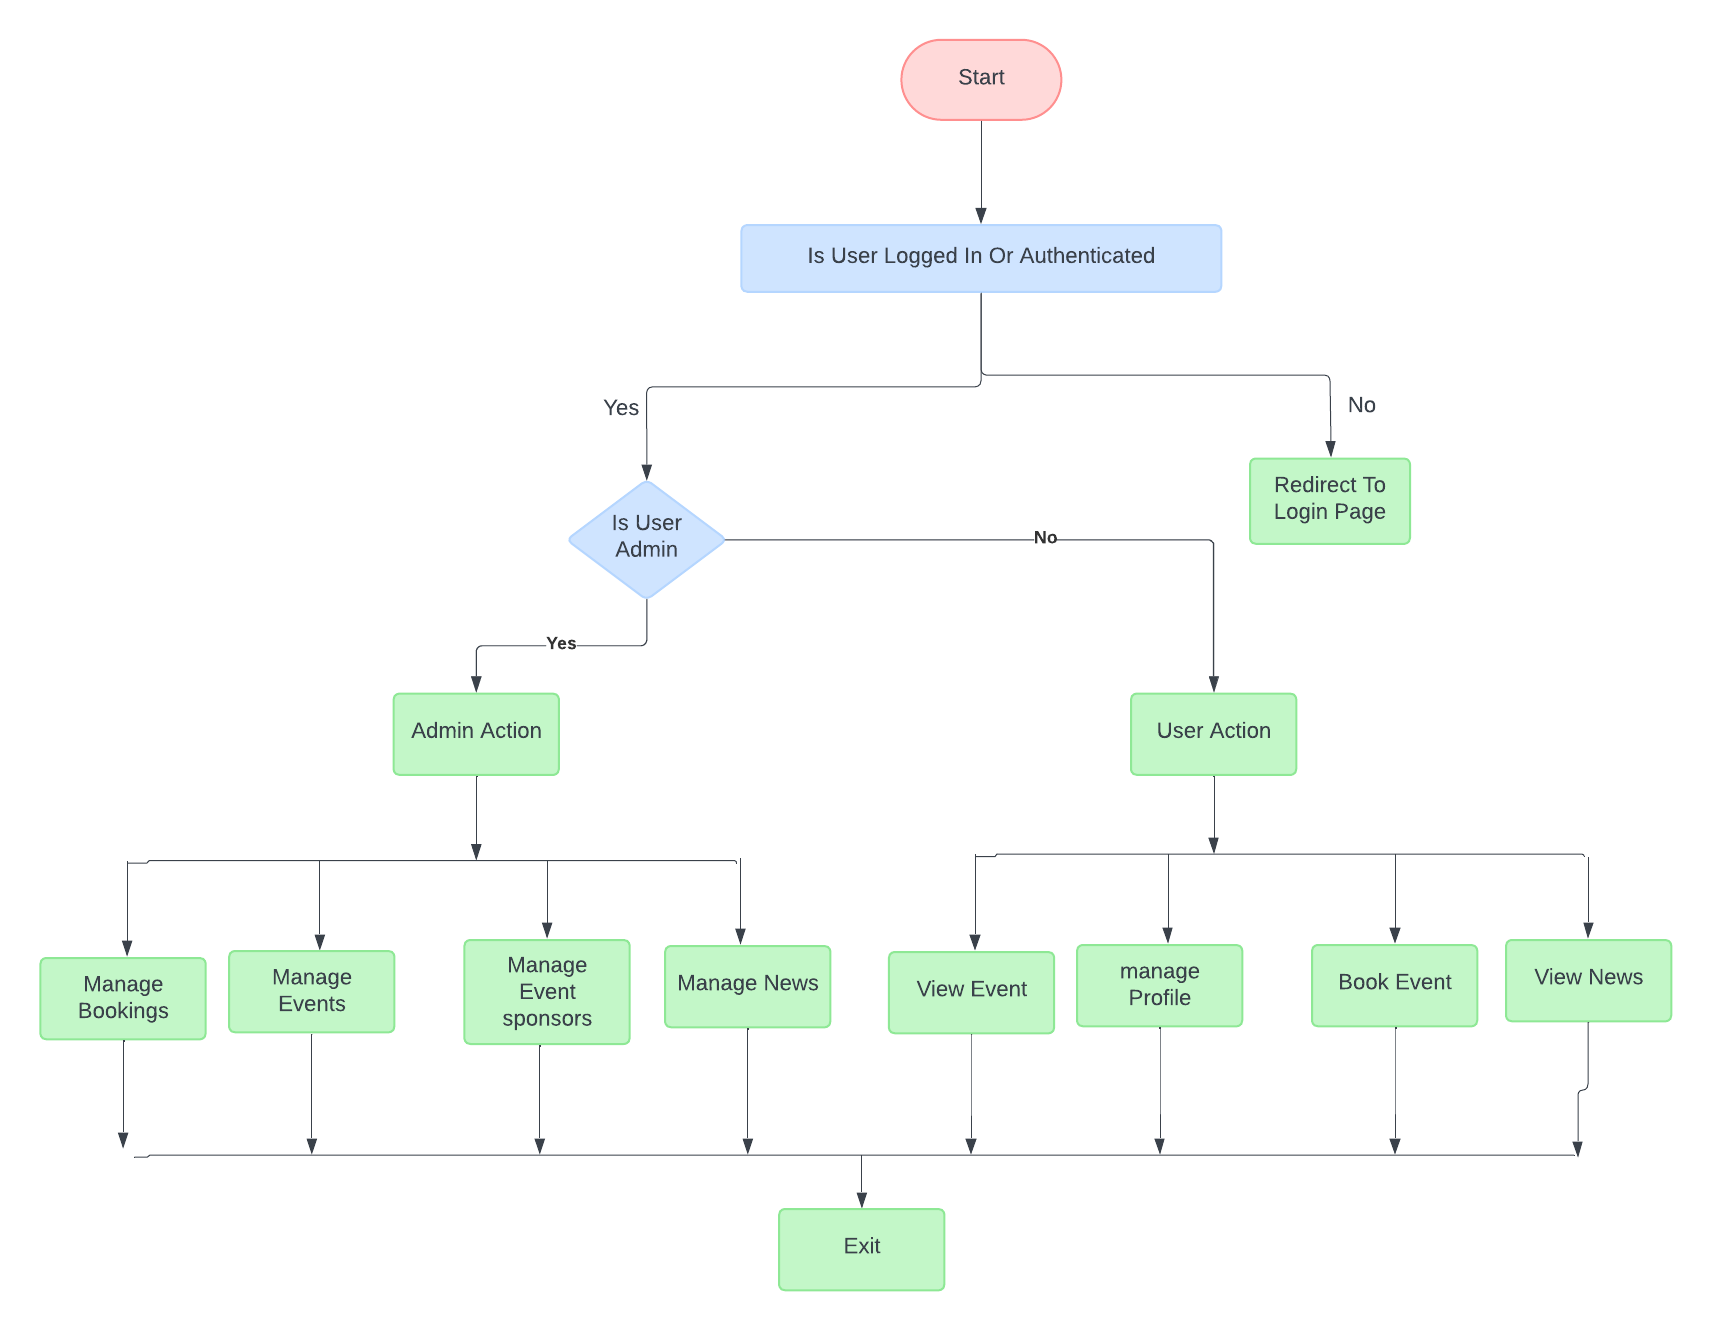 Start
Is User Logged In Or Authenticated
Yes
No
Redirect To
Login Page
Is User
Admin
No
Yes
Admin Action
User Action
Manage
Bookings
Manage
Events
Manage
Event
sponsors
Manage News
View Event
manage
Profile
Book Event
View News
Exit